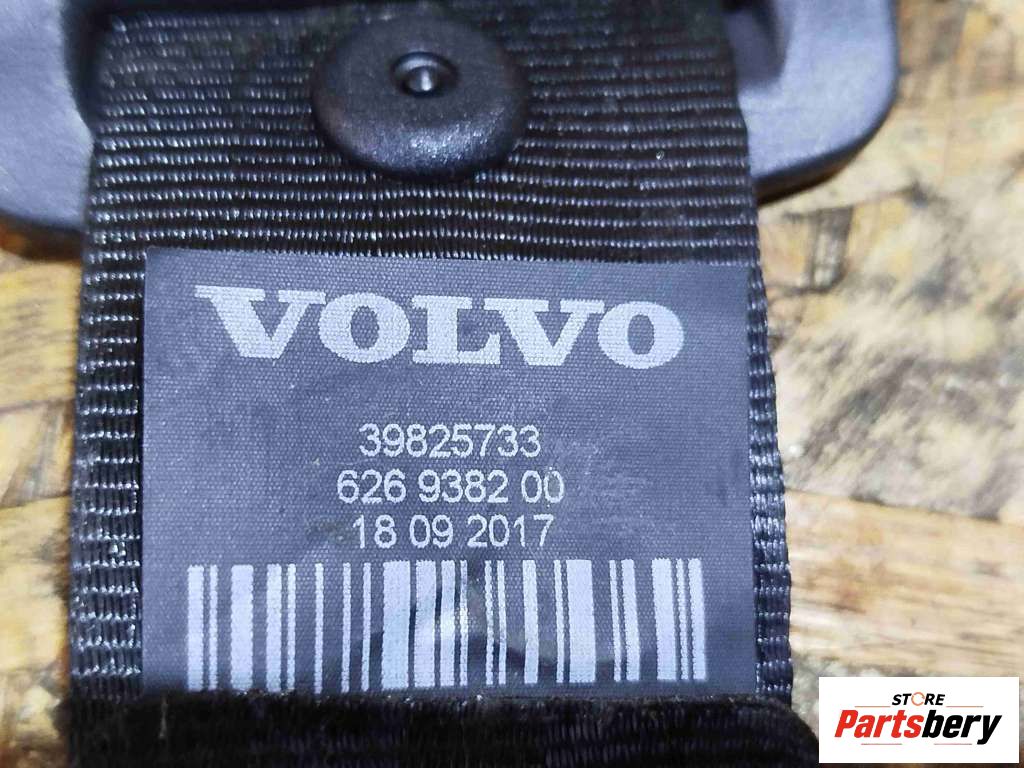 VOLVO
39825733
626 9382 00
18 09 2017
STORE
Partsbery